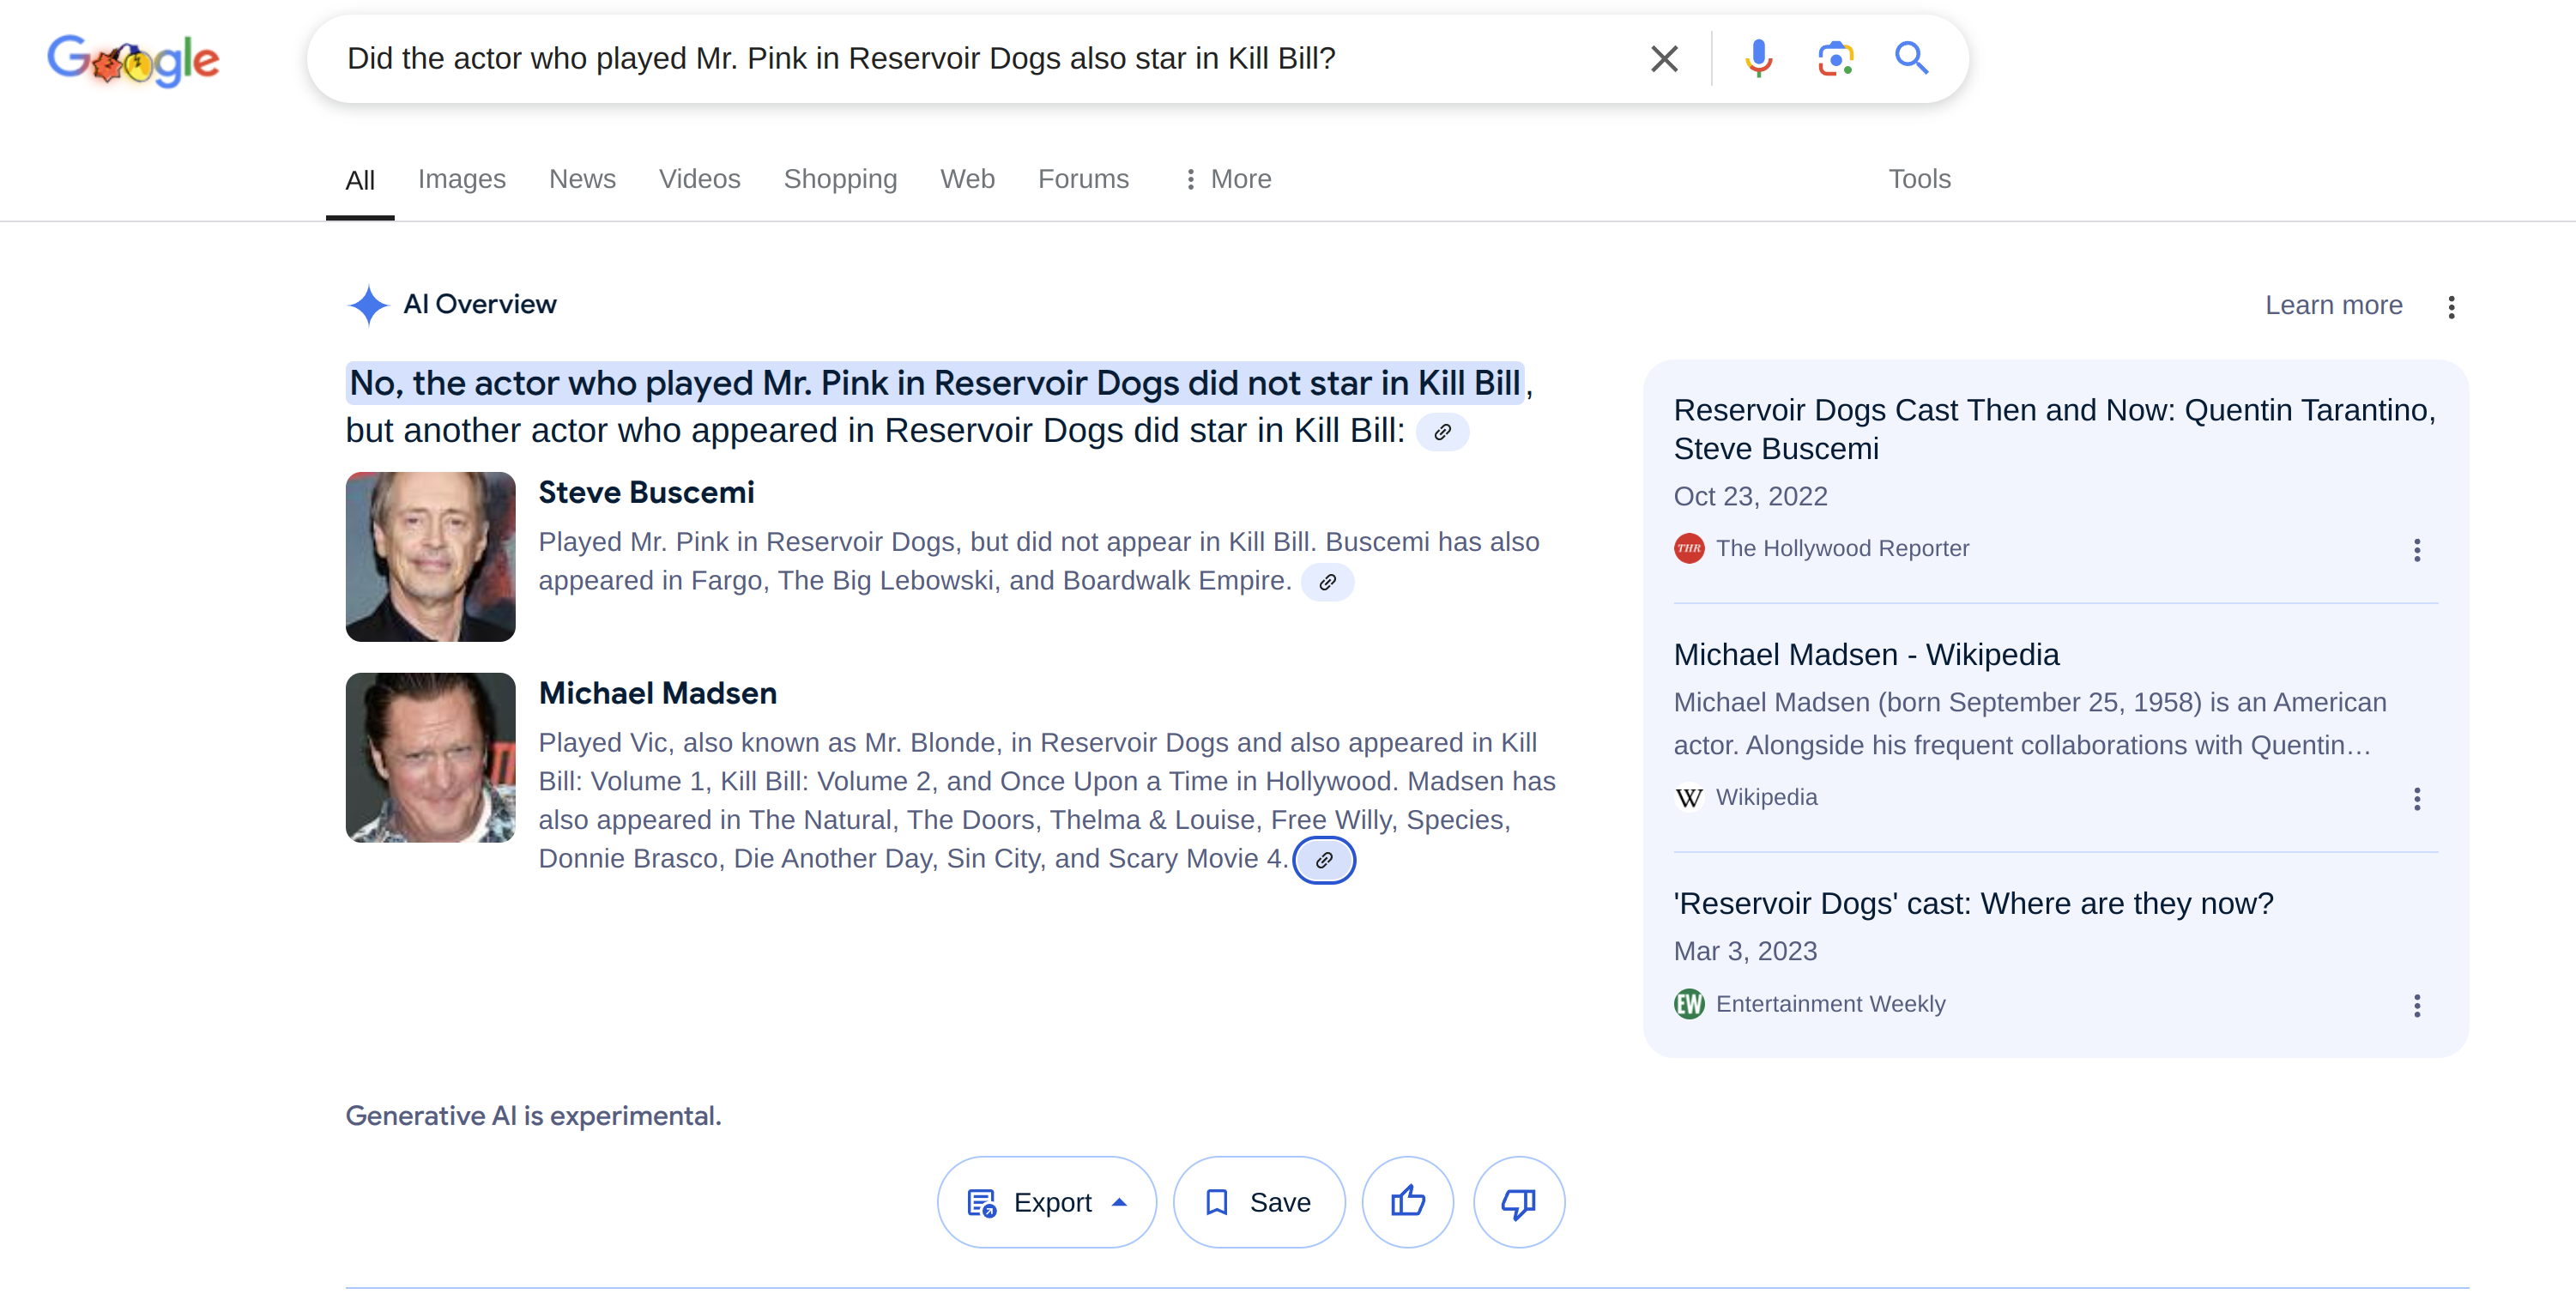 Google
Did the actor who played Mr. Pink in Reservoir Dogs also star in Kill Bill?
All Images News Videos Shopping Web Forums More Tools
AI Overview
Learn more
No, the actor who played Mr. Pink in Reservoir Dogs did not star in Kill Bill,
but another actor who appeared in Reservoir Dogs did star in Kill Bill:
Steve Buscemi
Played Mr. Pink in Reservoir Dogs, but did not appear in Kill Bill. Buscemi has also
appeared in Fargo, The Big Lebowski, and Boardwalk Empire.
Michael Madsen
Played Vic, also known as Mr. Blonde, in Reservoir Dogs and also appeared in Kill
Bill: Volume 1, Kill Bill: Volume 2, and Once Upon a Time in Hollywood. Madsen has
also appeared in The Natural, The Doors, Thelma & Louise, Free Willy, Species,
Donnie Brasco, Die Another Day, Sin City, and Scary Movie 4.
Reservoir Dogs Cast Then and Now: Quentin Tarantino,
Steve Buscemi
Oct 23, 2022
THR The Hollywood Reporter
Michael Madsen - Wikipedia
Michael Madsen (born September 25, 1958) is an American
actor. Alongside his frequent collaborations with Quentin…
W Wikipedia
'Reservoir Dogs' cast: Where are they now?
Mar 3, 2023
EW Entertainment Weekly
Generative AI is experimental.
Export Save